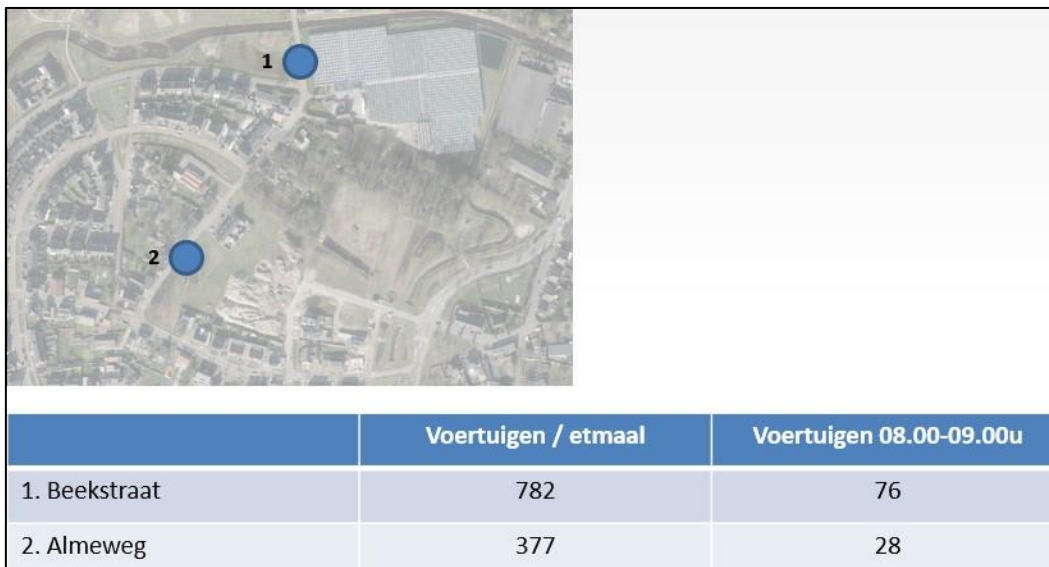 1
2
Voertuigen / etmaal Voertuigen 08.00-09.00u
1. Beekstraat 782 76
2. Almeweg 377 28